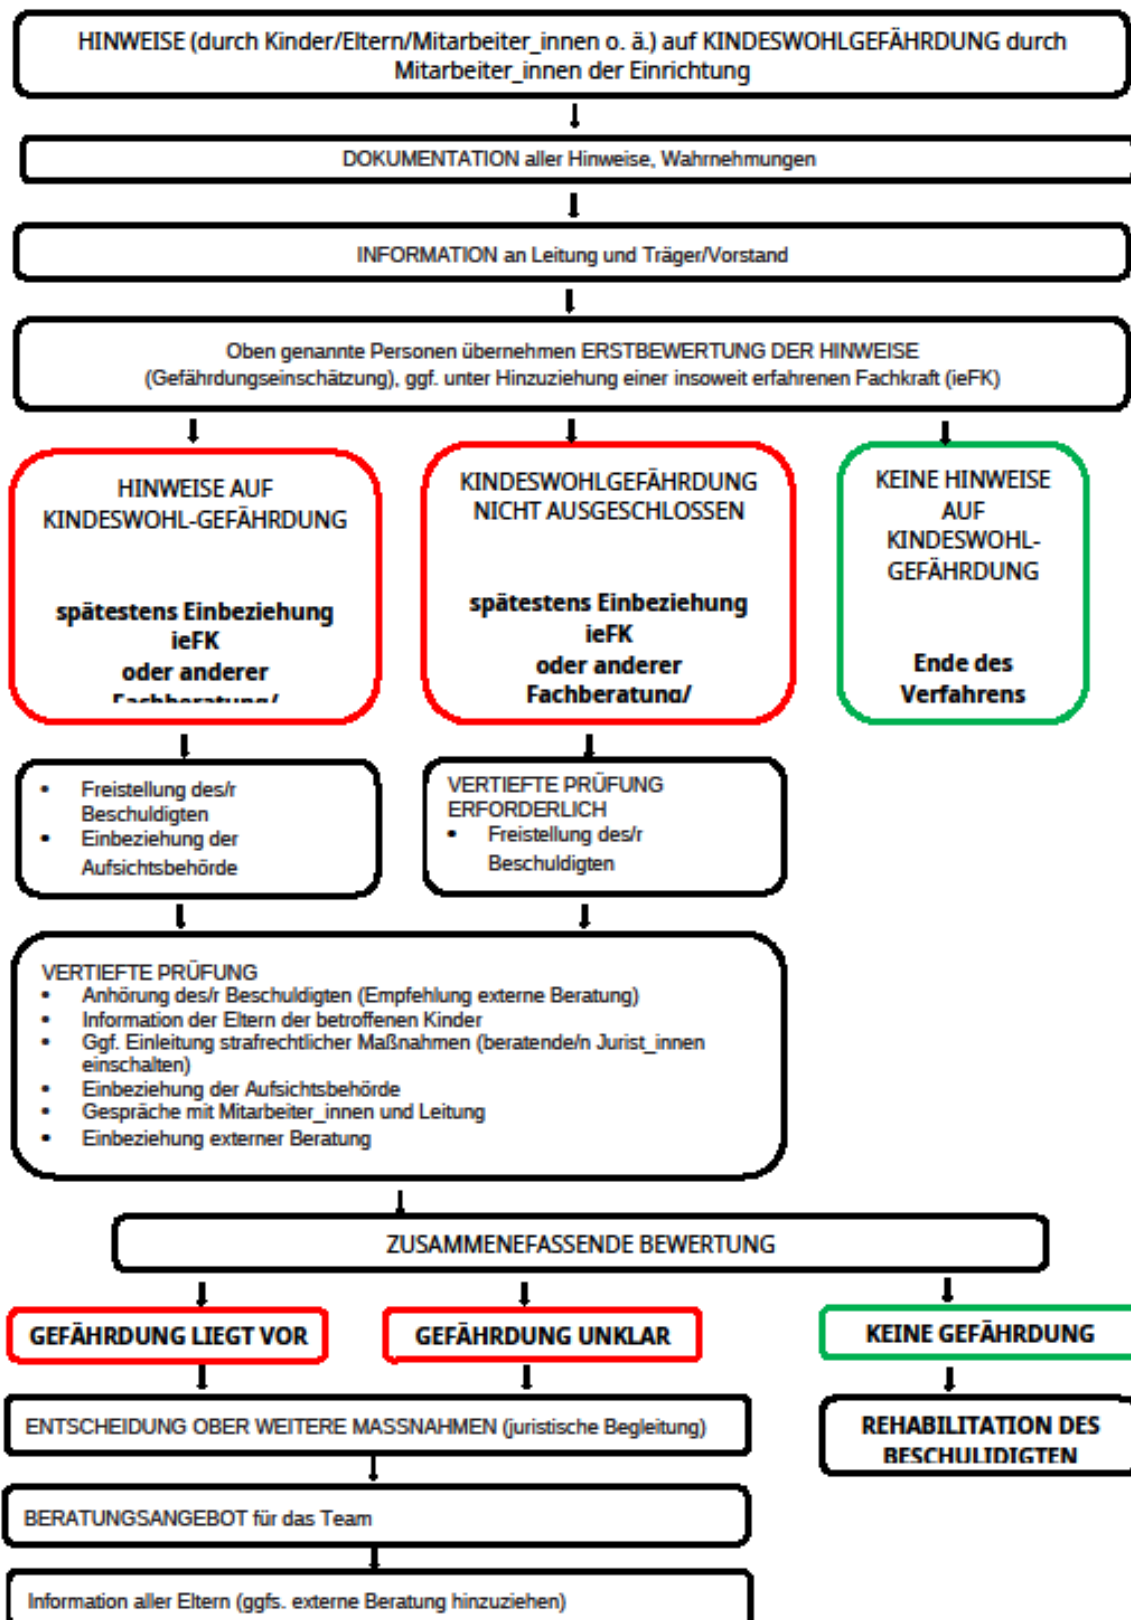 HINWEISE (durch Kinder/Eltern/Mitarbeiter_innen o. ä.) auf KINDESWOHLGEFÄHRDUNG durch
Mitarbeiter_innen der Einrichtung
DOKUMENTATION aller Hinweise, Wahrnehmungen
INFORMATION an Leitung und Träger/Vorstand
Oben genannte Personen übernehmen ERSTBEWERTUNG DER HINWEISE
(Gefährdungseinschätzung), ggf. unter Hinzuziehung einer insoweit erfahrenen Fachkraft (ieFK)
HINWEISE AUF
KINDESWOHL-GEFÄHRDUNG
spätestens Einbeziehung
ieFK
oder anderer
Fachberatung/
KINDESWOHLGEFÄHRDUNG
NICHT AUSGESCHLOSSEN
spätestens Einbeziehung
ieFK
oder anderer
Fachberatung/
KEINE HINWEISE
AUF
KINDESWOHL-
GEFÄHRDUNG
Ende des
Verfahrens
• Freistellung des/r
Beschuldigten
• Einbeziehung der
Aufsichtsbehörde
VERTIEFTE PRÜFUNG
ERFORDERLICH
• Freistellung des/r
Beschuldigten
VERTIEFTE PRÜFUNG
• Anhörung des/r Beschuldigten (Empfehlung externe Beratung)
• Information der Eltern der betroffenen Kinder
• Ggf. Einleitung strafrechtlicher Maßnahmen (beratende/n Jurist_innen
einschalten)
• Einbeziehung der Aufsichtsbehörde
• Gespräche mit Mitarbeiter_innen und Leitung
• Einbeziehung externer Beratung
ZUSAMMENEFASSENDE BEWERTUNG
GEFÄHRDUNG LIEGT VOR
GEFÄHRDUNG UNKLAR
KEINE GEFÄHRDUNG
ENTSCHEIDUNG OBER WEITERE MASSNAHMEN (juristische Begleitung)
REHABILITATION DES
BESCHULIDIGTEN
BERATUNGSANGEBOT für das Team
Information aller Eltern (ggfs. externe Beratung hinzuziehen)